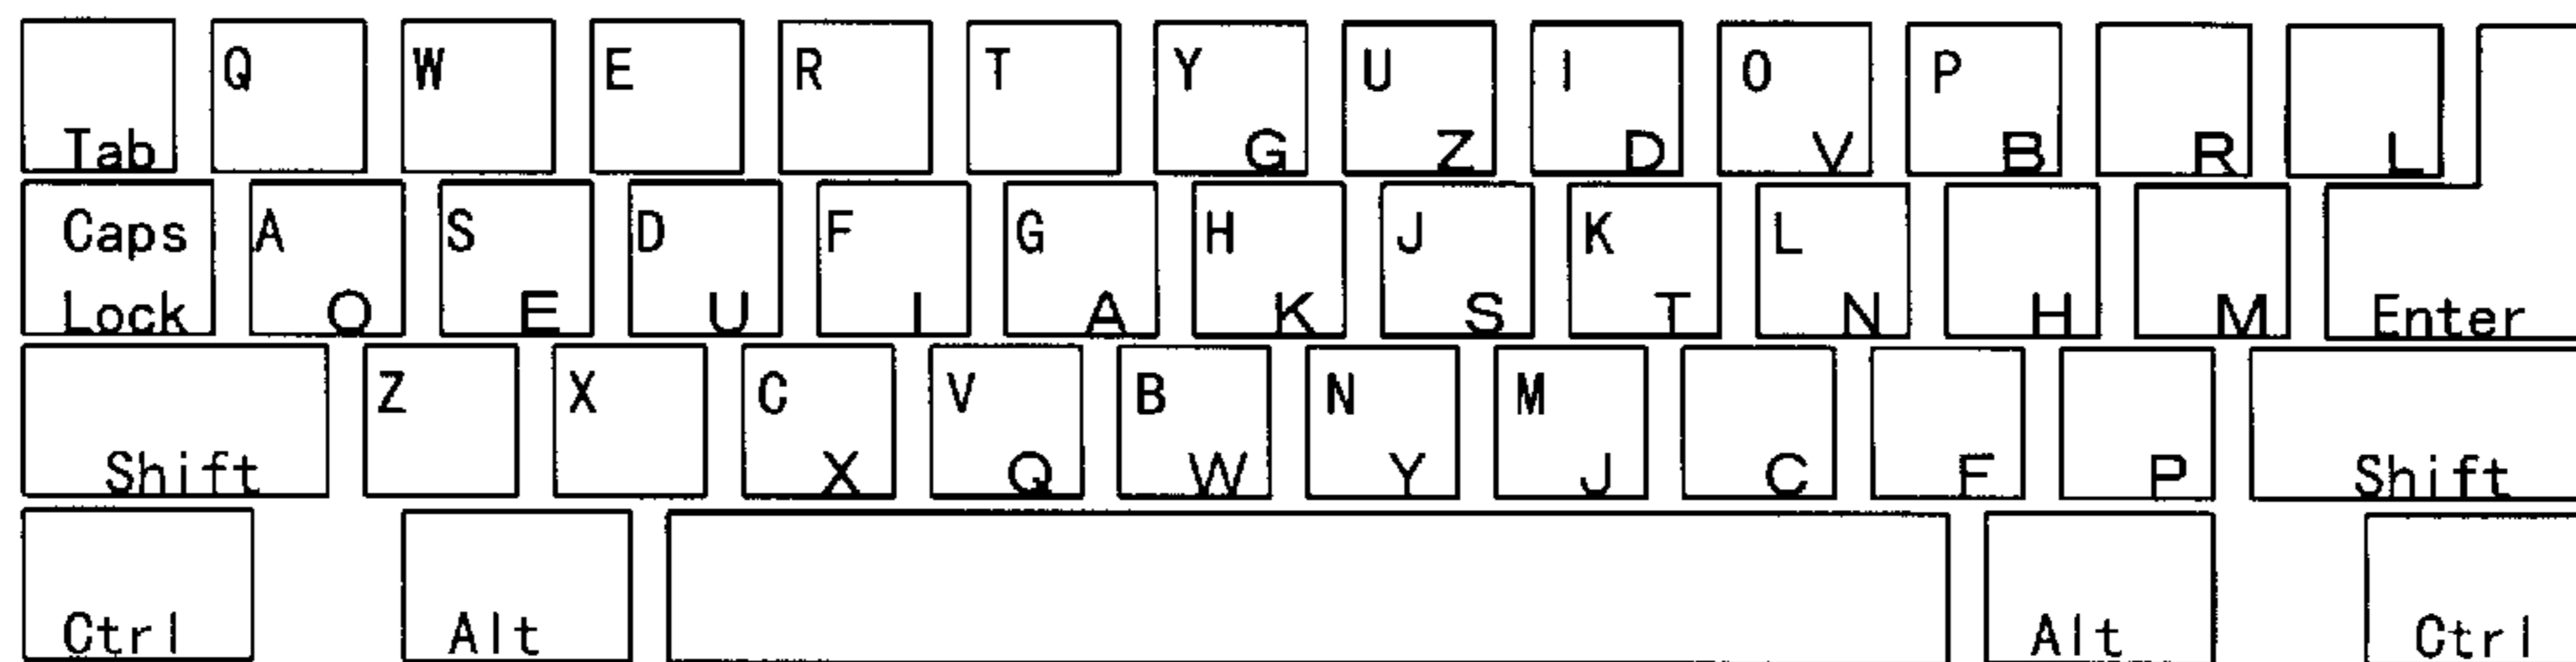 Q W E R T Y U I O P
Tab G Z D V B R L
Caps A S D F G H J K L
Lock O E U I A K S T N H M Enter
Z X C V B N M
Shift X Q W Y J C F P Shift
Ctrl Alt Alt Ctrl